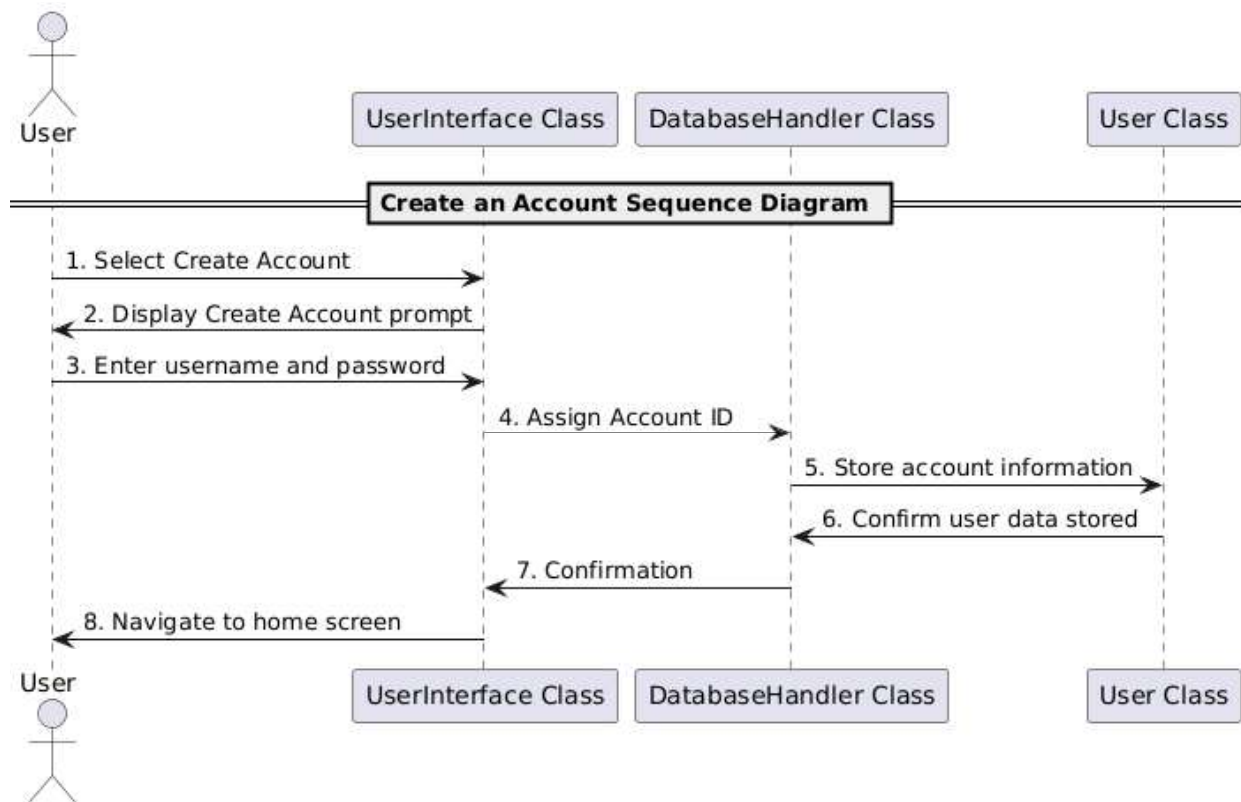 User
UserInterface Class
DatabaseHandler Class
User Class
Create an Account Sequence Diagram
1. Select Create Account
2. Display Create Account prompt
3. Enter username and password
4. Assign Account ID
5. Store account information
6. Confirm user data stored
7. Confirmation
8. Navigate to home screen
User
UserInterface Class
DatabaseHandler Class
User Class